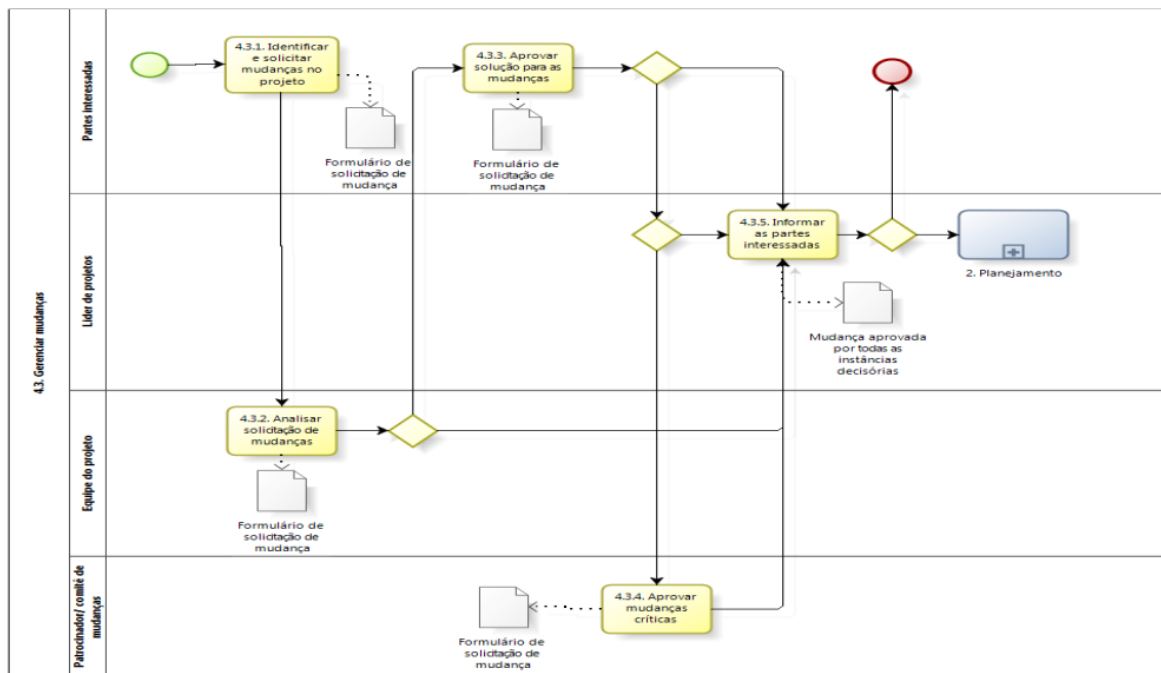 4.3. Gerenciar mudanças
Partes interessadas
4.3.1. Identificar
e solicitar
mudanças no
projeto
Formulário de
solicitação de
mudança
4.3.3. Aprovar
solução para as
mudanças
Formulário de
solicitação de
mudança
Líder de projetos
4.3.5. Informar
as partes
interessadas
2. Planejamento
Mudança aprovada
por todas as
instâncias
decisórias
Equipe do projeto
4.3.2. Analisar
solicitação de
mudanças
Formulário de
solicitação de
mudança
Patrocinador/ comitê de
mudanças
4.3.4. Aprovar
mudanças
críticas
Formulário de
solicitação de
mudança